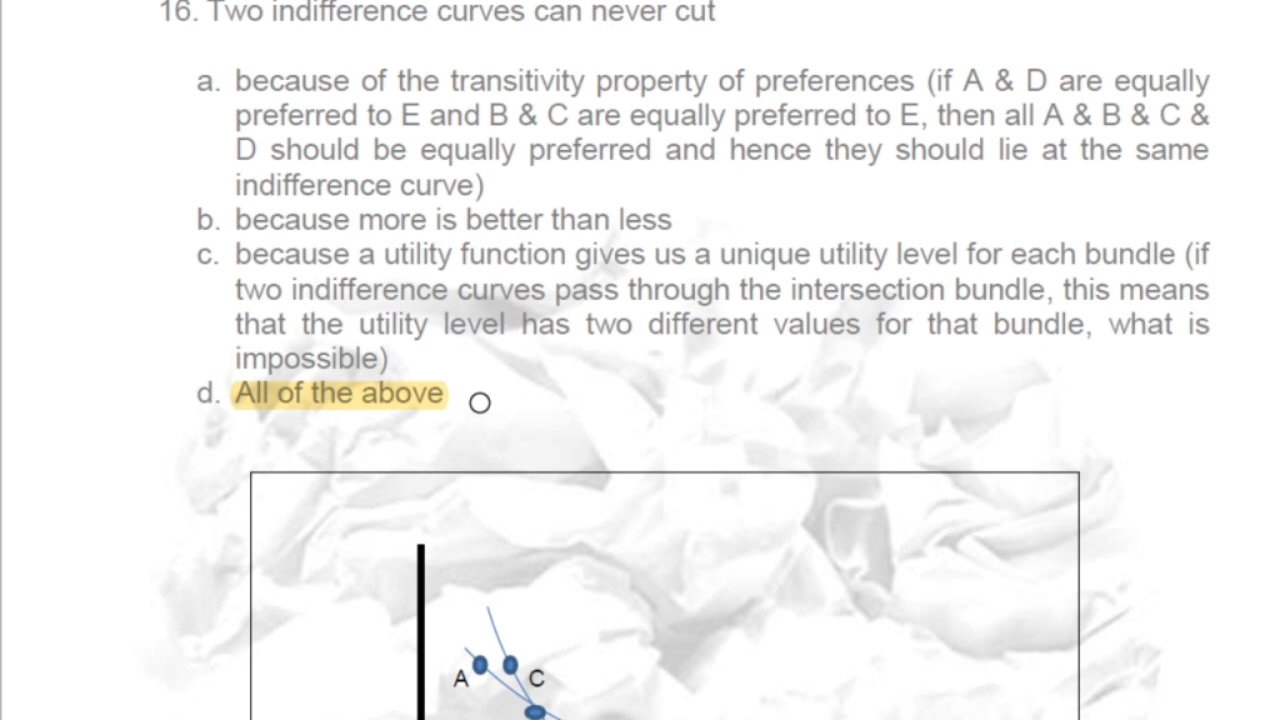 16. Two indifference curves can never cut
a. because of the transitivity property of preferences (if A & D are equally
preferred to E and B & C are equally preferred to E, then all A & B & C &
D should be equally preferred and hence they should lie at the same
indifference curve)
b. because more is better than less
c. because a utility function gives us a unique utility level for each bundle (if
two indifference curves pass through the intersection bundle, this means
that the utility level has two different values for that bundle, what is
impossible)
d. All of the above
A C